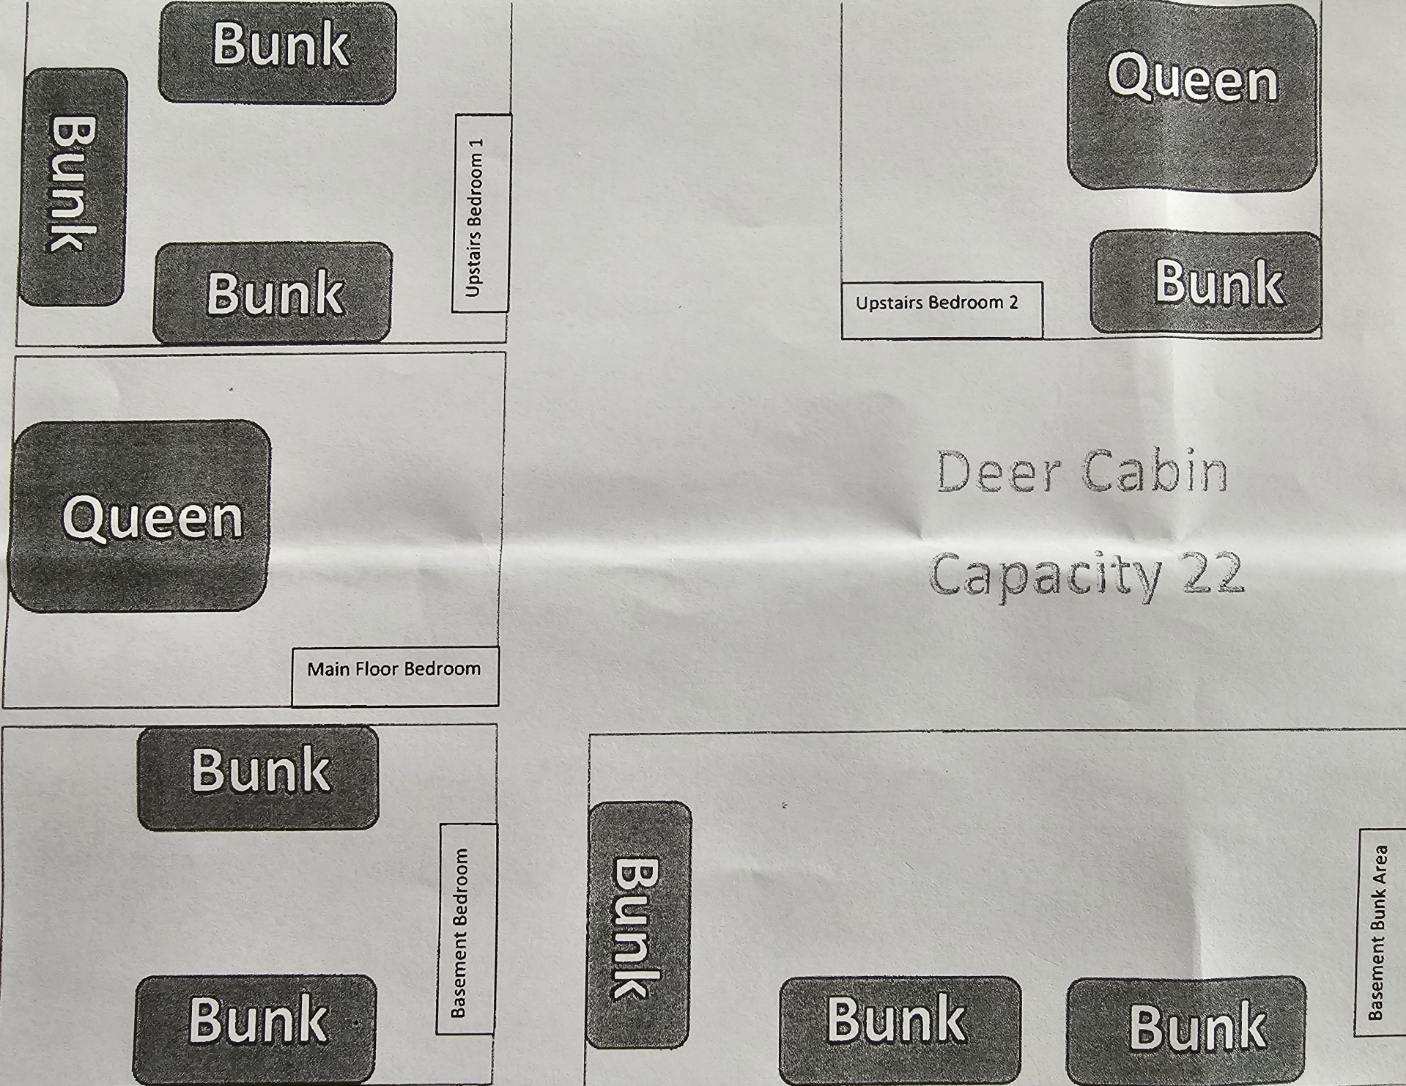 Bunk
Bunk
Bunk
Upstairs Bedroom 1
Queen
Bunk
Upstairs Bedroom 2
Queen
Main Floor Bedroom
Deer Cabin
Capacity 22
Bunk
Bunk
Basement Bedroom
Bunk
Bunk
Bunk
Basement Bunk Area